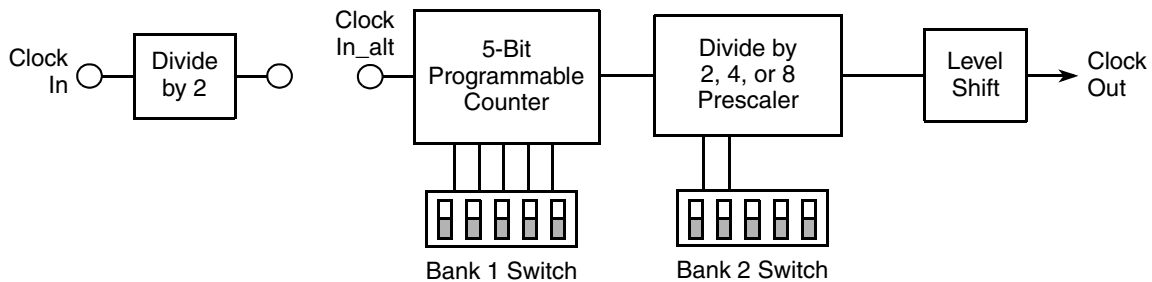 Clock
In
Divide
by 2
Clock
In_alt
5-Bit
Programmable
Counter
Divide by
2, 4, or 8
Prescaler
Level
Shift
Clock
Out
Bank 1 Switch
Bank 2 Switch